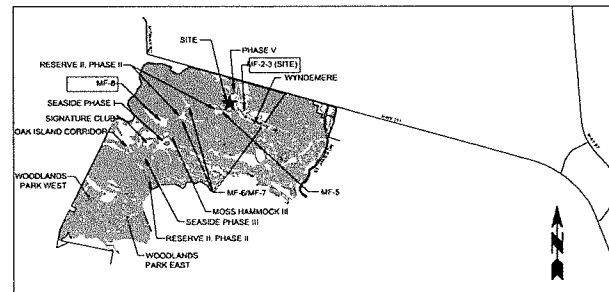 SITE
PHASE V
RESERVE II, PHASE II
MF-2-3 (SITE)
MF-8
WYNDEMERE
SEASIDE PHASE I
SIGNATURE CLUB
OAK ISLAND CORRIDOR
WOODLANDS
PARK WEST
MF-6/MF-7
MF-5
MOSS HAMMOCK III
SEASIDE PHASE III
RESERVE II, PHASE II
WOODLANDS
PARK EAST
N